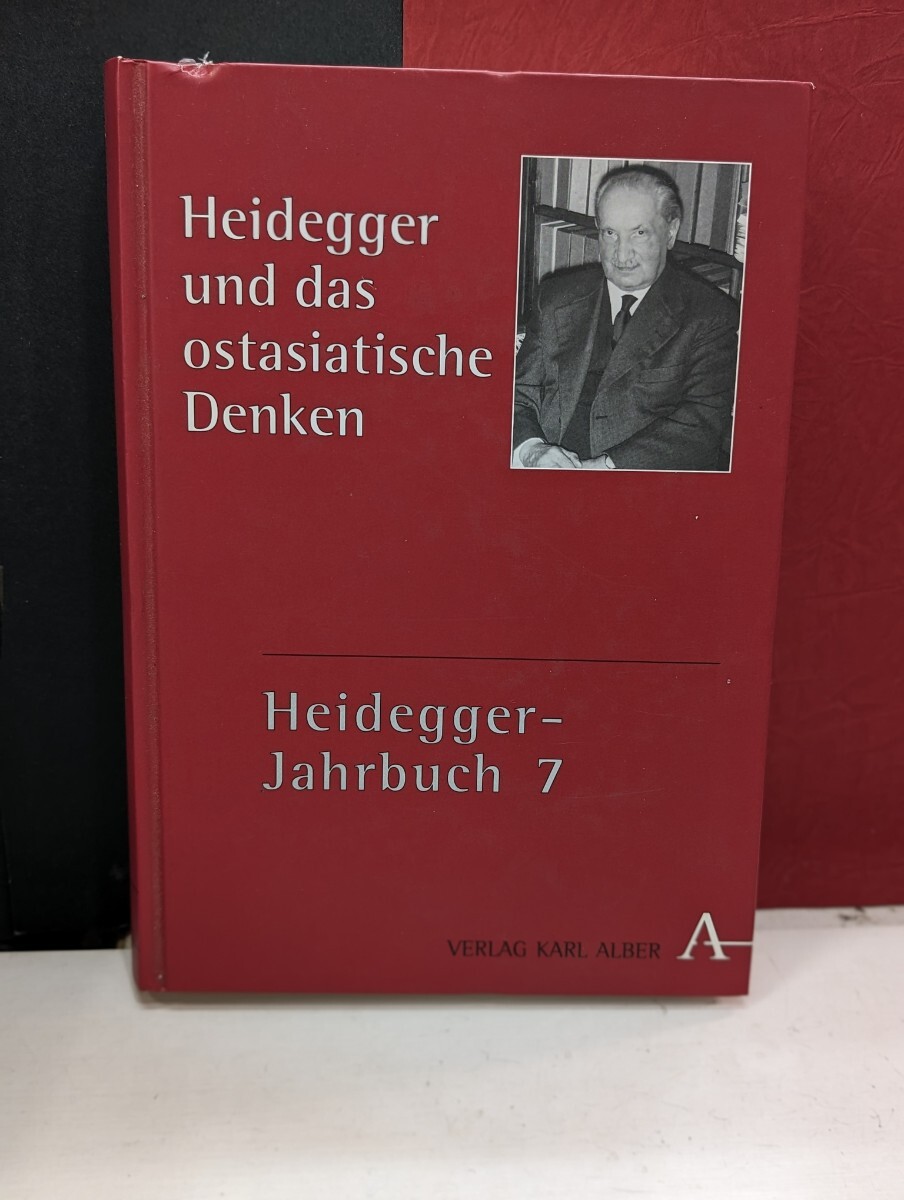 Heidegger
und das
ostasiatische
Denken
Heidegger-
Jahrbuch 7
VERLAG KARL ALBER A